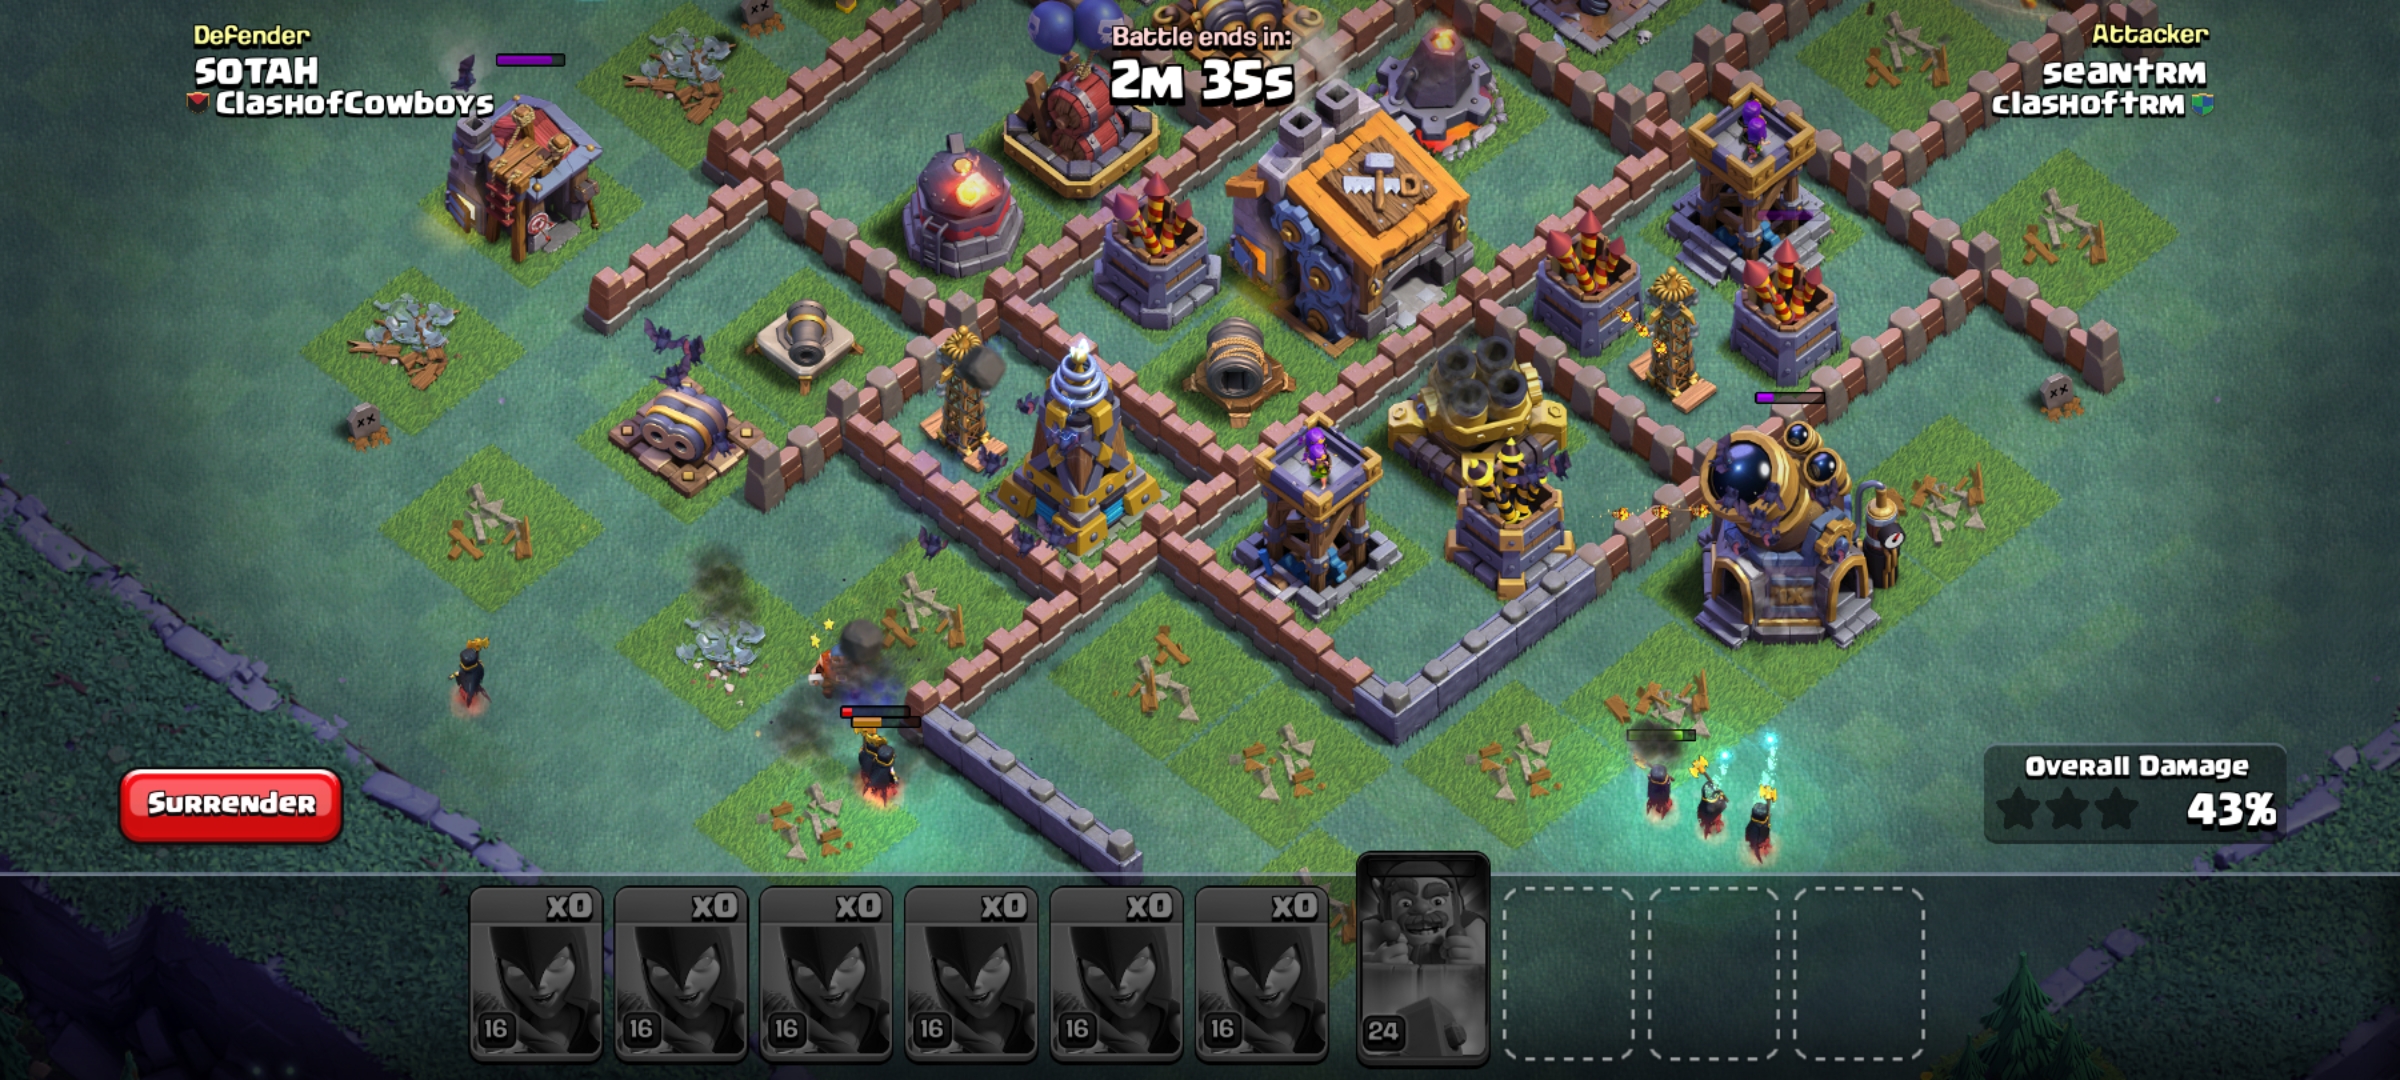 Defender
SOTAH
ClashofCowboys
Battle ends in:
2M 35s
Attacker
seantRM
clashoftRM
Surrender
Overall Damage
43%
x0
x0
x0
x0
x0
x0
16
16
16
16
16
16
24